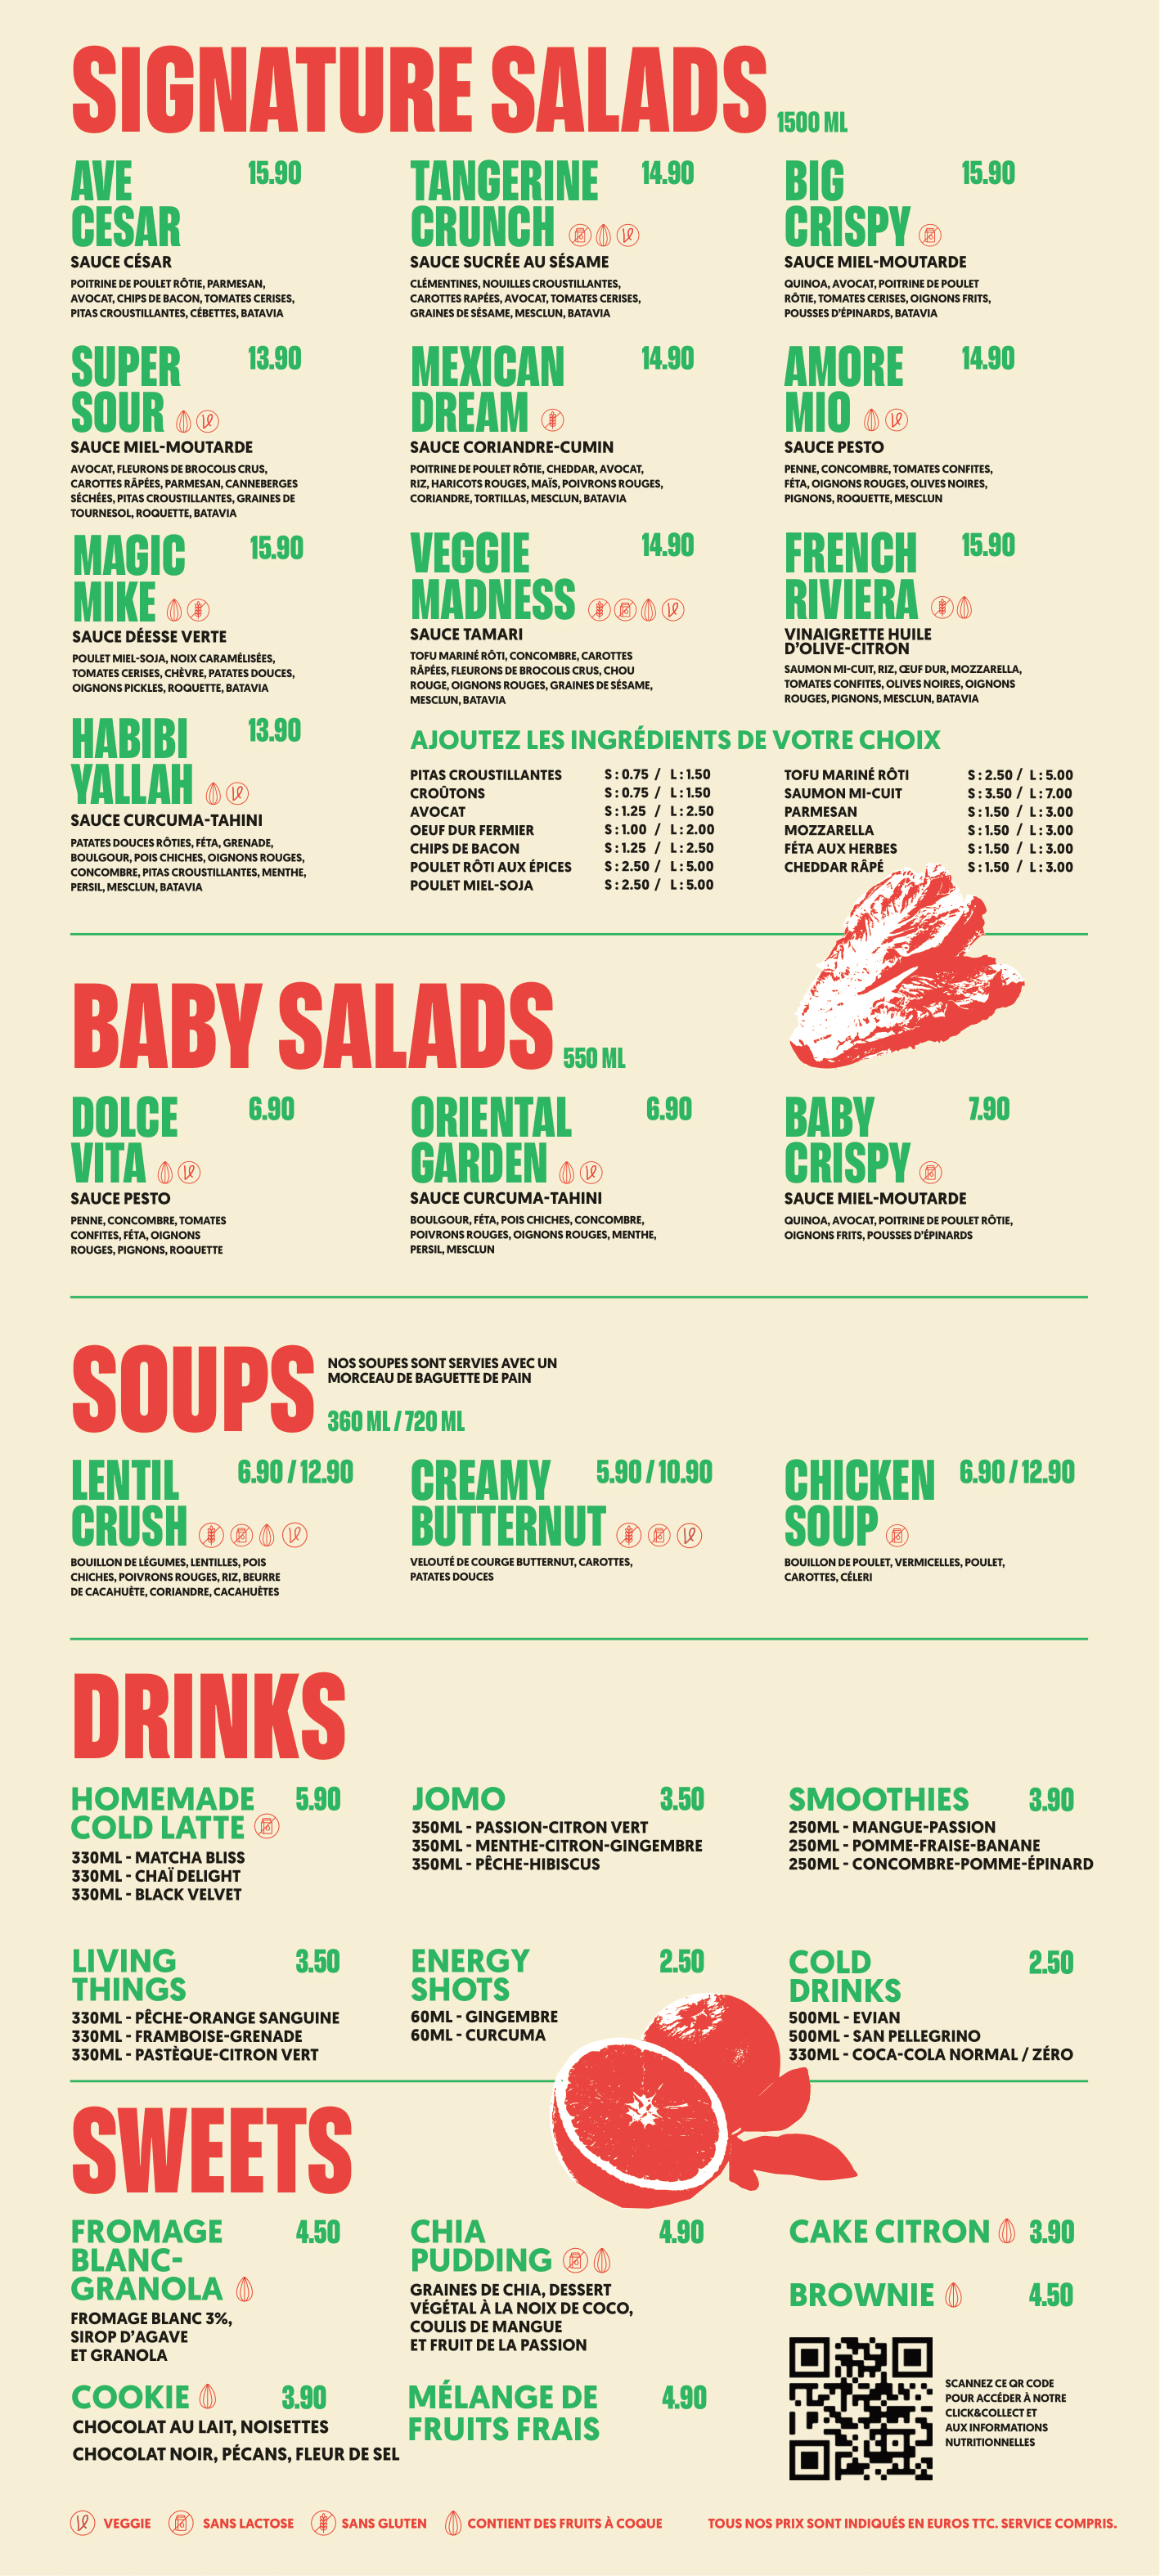 SIGNATURE SALADS 1500 ML
AVE 15.90
CESAR
SAUCE CÉSAR
POITRINE DE POULET RÔTIE, PARMESAN,
AVOCAT, CHIPS DE BACON, TOMATES CERISES,
PITAS CROUSTILLANTES, CÉBETTES, BATAVIA
TANGERINE 14.90
CRUNCH
SAUCE SUCRÉE AU SÉSAME
CLÉMENTINES, NOUILLES CROUSTILLANTES,
CAROTTES RAPÉES, AVOCAT, TOMATES CERISES,
GRAINES DE SÉSAME, MESCLUN, BATAVIA
BIG 15.90
CRISPY
SAUCE MIEL-MOUTARDE
QUINOA, AVOCAT, POITRINE DE POULET
RÔTIE, TOMATES CERISES, OIGNONS FRITS,
POUSSES D'ÉPINARDS, BATAVIA
SUPER 13.90
SOUR
SAUCE MIEL-MOUTARDE
AVOCAT, FLEURONS DE BROCOLIS CRUS,
CAROTTES RÂPÉES, PARMESAN, CANNEBERGES
SÉCHÉES, PITAS CROUSTILLANTES, GRAINES DE
TOURNESOL, ROQUETTE, BATAVIA
MEXICAN 14.90
DREAM
SAUCE CORIANDRE-CUMIN
POITRINE DE POULET RÔTIE, CHEDDAR, AVOCAT,
RIZ, HARICOTS ROUGES, MAÏS, POIVRONS ROUGES,
CORIANDRE, TORTILLAS, MESCLUN, BATAVIA
AMORE 14.90
MIO
SAUCE PESTO
PENNE, CONCOMBRE, TOMATES CONFITES,
FÉTA, OIGNONS ROUGES, OLIVES NOIRES,
PIGNONS, ROQUETTE, MESCLUN
MAGIC 15.90
MIKE
SAUCE DÉESSE VERTE
POULET MIEL-SOJA, NOIX CARAMÉLISÉES,
TOMATES CERISES, CHÈVRE, PATATES DOUCES,
OIGNONS PICKLES, ROQUETTE, BATAVIA
VEGGIE 14.90
MADNESS
SAUCE TAMARI
TOFU MARINÉ RÔTI, CONCOMBRE, CAROTTES
RÂPÉES, FLEURONS DE BROCOLIS CRUS, CHOU
ROUGE, OIGNONS ROUGES, GRAINES DE SÉSAME,
MESCLUN, BATAVIA
FRENCH 15.90
RIVIERA
VINAIGRETTE HUILE
D'OLIVE-CITRON
SAUMON MI-CUIT, RIZ, ŒUF DUR, MOZZARELLA,
TOMATES CONFITES, OLIVES NOIRES, OIGNONS
ROUGES, PIGNONS, MESCLUN, BATAVIA
HABIBI 13.90
YALLAH
SAUCE CURCUMA-TAHINI
PATATES DOUCES RÔTIES, FÉTA, GRENADE,
BOULGOUR, POIS CHICHES, OIGNONS ROUGES,
CONCOMBRE, PITAS CROUSTILLANTES, MENTHE,
PERSIL, MESCLUN, BATAVIA
AJOUTEZ LES INGRÉDIENTS DE VOTRE CHOIX
PITAS CROUSTILLANTES S : 0.75 / L : 1.50
CROÛTONS S : 0.75 / L : 1.50
AVOCAT S : 1.25 / L : 2.50
OEUF DUR FERMIER S : 1.00 / L : 2.00
CHIPS DE BACON S : 1.25 / L : 2.50
POULET RÔTI AUX ÉPICES S : 2.50 / L : 5.00
POULET MIEL-SOJA S : 2.50 / L : 5.00
TOFU MARINÉ RÔTI S : 2.50 / L : 5.00
SAUMON MI-CUIT S : 3.50 / L : 7.00
PARMESAN S : 1.50 / L : 3.00
MOZZARELLA S : 1.50 / L : 3.00
FÉTA AUX HERBES S : 1.50 / L : 3.00
CHEDDAR RÂPÉ S : 1.50 / L : 3.00
BABY SALADS 550 ML
DOLCE 6.90
VITA
SAUCE PESTO
PENNE, CONCOMBRE, TOMATES
CONFITES, FÉTA, OIGNONS
ROUGES, PIGNONS, ROQUETTE
ORIENTAL 6.90
GARDEN
SAUCE CURCUMA-TAHINI
BOULGOUR, FÉTA, POIS CHICHES, CONCOMBRE,
POIVRONS ROUGES, OIGNONS ROUGES, MENTHE,
PERSIL, MESCLUN
BABY 7.90
CRISPY
SAUCE MIEL-MOUTARDE
QUINOA, AVOCAT, POITRINE DE POULET RÔTIE,
OIGNONS FRITS, POUSSES D'ÉPINARDS
SOUPS
NOS SOUPES SONT SERVIES AVEC UN
MORCEAU DE BAGUETTE DE PAIN
360 ML / 720 ML
LENTIL 6.90 / 12.90
CRUSH
BOUILLON DE LÉGUMES, LENTILLES, POIS
CHICHES, POIVRONS ROUGES, RIZ, BEURRE
DE CACAHUÈTE, CORIANDRE, CACAHUÈTES
CREAMY 5.90 / 10.90
BUTTERNUT
VELOUTÉ DE COURGE BUTTERNUT, CAROTTES,
PATATES DOUCES
CHICKEN 6.90 / 12.90
SOUP
BOUILLON DE POULET, VERMICELLES, POULET,
CAROTTES, CÉLERI
DRINKS
HOMEMADE 5.90
COLD LATTE
330ML - MATCHA BLISS
330ML - CHAÏ DELIGHT
330ML - BLACK VELVET
JOMO 3.50
350ML - PASSION-CITRON VERT
350ML - MENTHE-CITRON-GINGEMBRE
350ML - PÊCHE-HIBISCUS
SMOOTHIES 3.90
250ML - MANGUE-PASSION
250ML - POMME-FRAISE-BANANE
250ML - CONCOMBRE-POMME-ÉPINARD
LIVING 3.50
THINGS
330ML - PÊCHE-ORANGE SANGUINE
330ML - FRAMBOISE-GRENADE
330ML - PASTÈQUE-CITRON VERT
ENERGY 2.50
SHOTS
60ML - GINGEMBRE
60ML - CURCUMA
COLD 2.50
DRINKS
500ML - EVIAN
500ML - SAN PELLEGRINO
330ML - COCA-COLA NORMAL / ZÉRO
SWEETS
FROMAGE 4.50
BLANC-
GRANOLA
FROMAGE BLANC 3%,
SIROP D'AGAVE
ET GRANOLA
CHIA 4.90
PUDDING
GRAINES DE CHIA, DESSERT
VÉGÉTAL À LA NOIX DE COCO,
COULIS DE MANGUE
ET FRUIT DE LA PASSION
CAKE CITRON 3.90
BROWNIE 4.50
COOKIE 3.90
CHOCOLAT AU LAIT, NOISETTES
CHOCOLAT NOIR, PÉCANS, FLEUR DE SEL
MÉLANGE DE 4.90
FRUITS FRAIS
SCANNEZ CE QR CODE
POUR ACCÉDER À NOTRE
CLICK&COLLECT ET
AUX INFORMATIONS
NUTRITIONNELLES
VEGGIE SANS LACTOSE SANS GLUTEN CONTIENT DES FRUITS À COQUE TOUS NOS PRIX SONT INDIQUÉS EN EUROS TTC. SERVICE COMPRIS.